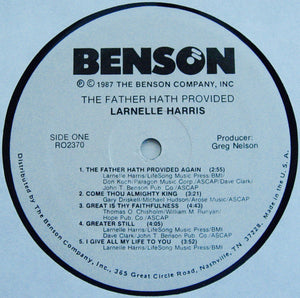 BENSON
℗ © 1987 THE BENSON COMPANY, INC
THE FATHER HATH PROVIDED
LARNELLE HARRIS
SIDE ONE
RO2370
Producer:
Greg Nelson
1. THE FATHER HATH PROVIDED AGAIN (2:55)
Larnelle Harris/LifeSong Music Press/BMI
Don Koch/Paragon Music Corp./ASCAP/Dave Clark/
John T. Benson Pub. Co./ASCAP
2. COME THOU ALMIGHTY KING (3:21)
Gary Driskell/Michael Hudson/Arose Music/ASCAP
3. GREAT IS THY FAITHFULNESS (4:43)
Thomas O. Chisholm/William M. Runyan/
Hope Pub. Co./ASCAP
4. GREATER STILL (4:05)
Larnelle Harris/LifeSong Music Press/BMI
Dave Clark/John T. Benson Pub. Co./ASCAP
5. I GIVE ALL MY LIFE TO YOU (3:52)
Larnelle Harris/LifeSong Music Press/BMI
Distributed by The Benson Company, Inc., 365 Great Circle Road, Nashville, TN 37228. Made in U.S.A.